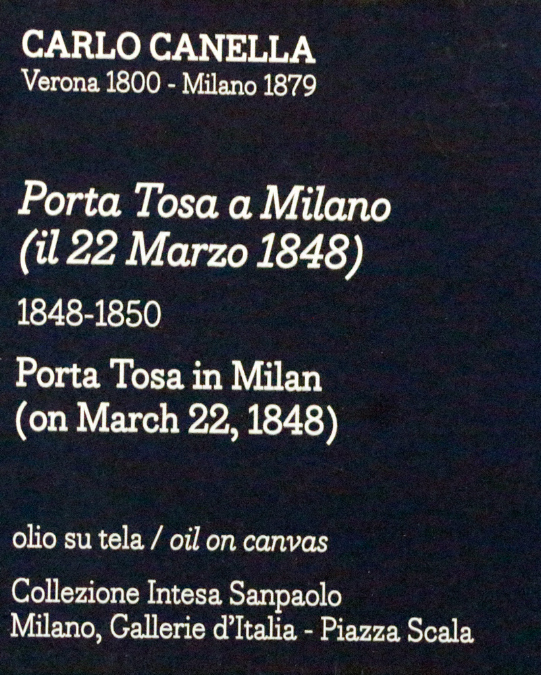 CARLO CANELLA
Verona 1800 - Milano 1879
Porta Tosa a Milano
(il 22 Marzo 1848)
1848-1850
Porta Tosa in Milan
(on March 22, 1848)
olio su tela / oil on canvas
Collezione Intesa Sanpaolo
Milano, Gallerie d'Italia - Piazza Scala